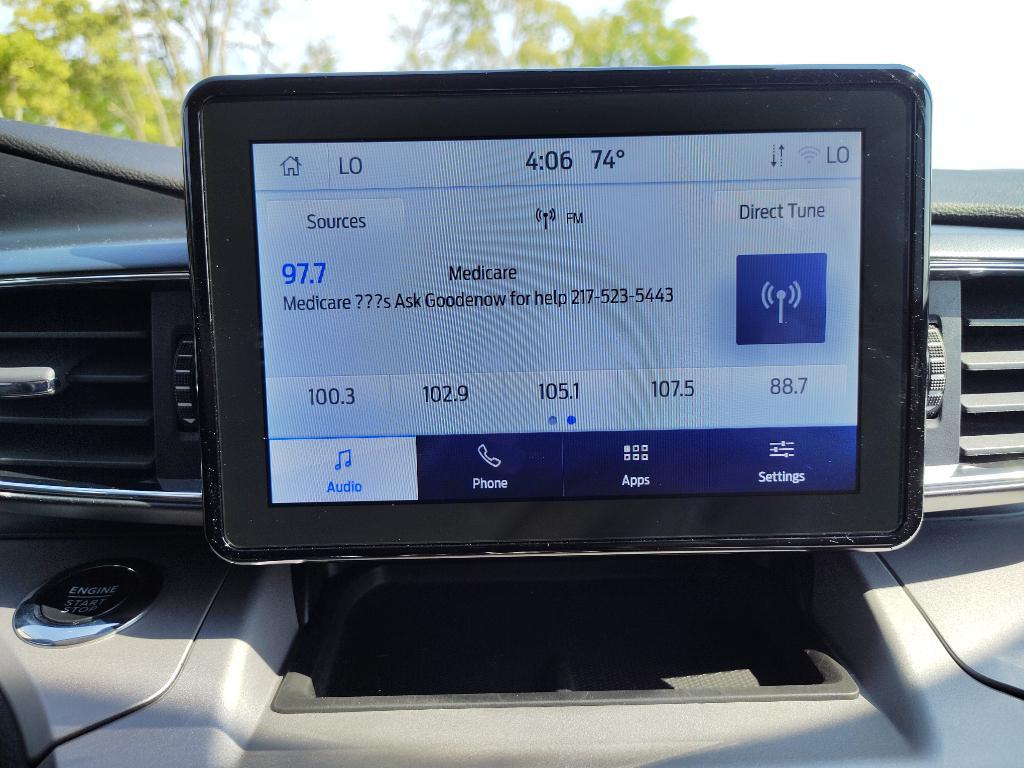 LO 4:06 74° LO
Sources FM Direct Tune
97.7 Medicare
Medicare ???s Ask Goodenow for help 217-523-5443
100.3 102.9 105.1 107.5 88.7
Audio Phone Apps Settings
ENGINE
START
STOP